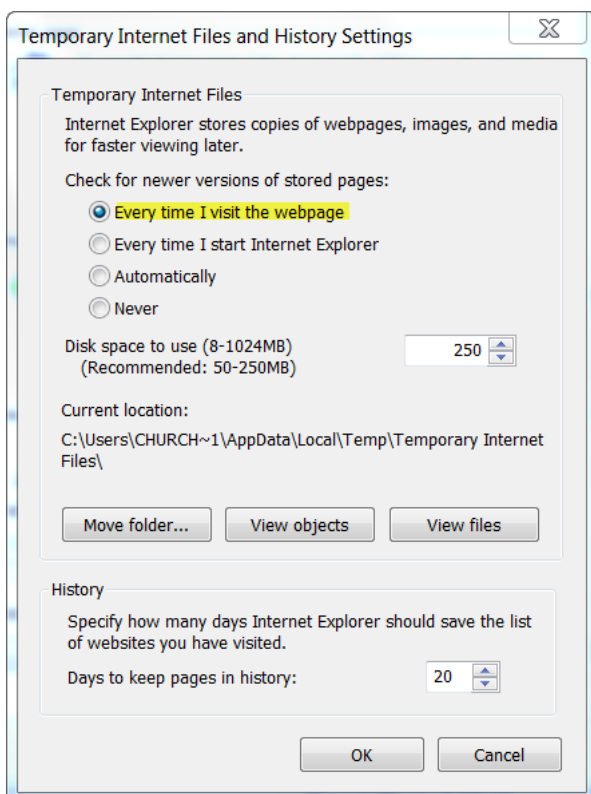 Temporary Internet Files and History Settings
Temporary Internet Files
Internet Explorer stores copies of webpages, images, and media
for faster viewing later.
Check for newer versions of stored pages:
Every time I visit the webpage
Every time I start Internet Explorer
Automatically
Never
Disk space to use (8-1024MB) 250
(Recommended: 50-250MB)
Current location:
C:\Users\CHURCH~1\AppData\Local\Temp\Temporary Internet
Files\
Move folder... View objects View files
History
Specify how many days Internet Explorer should save the list
of websites you have visited.
Days to keep pages in history: 20
OK Cancel